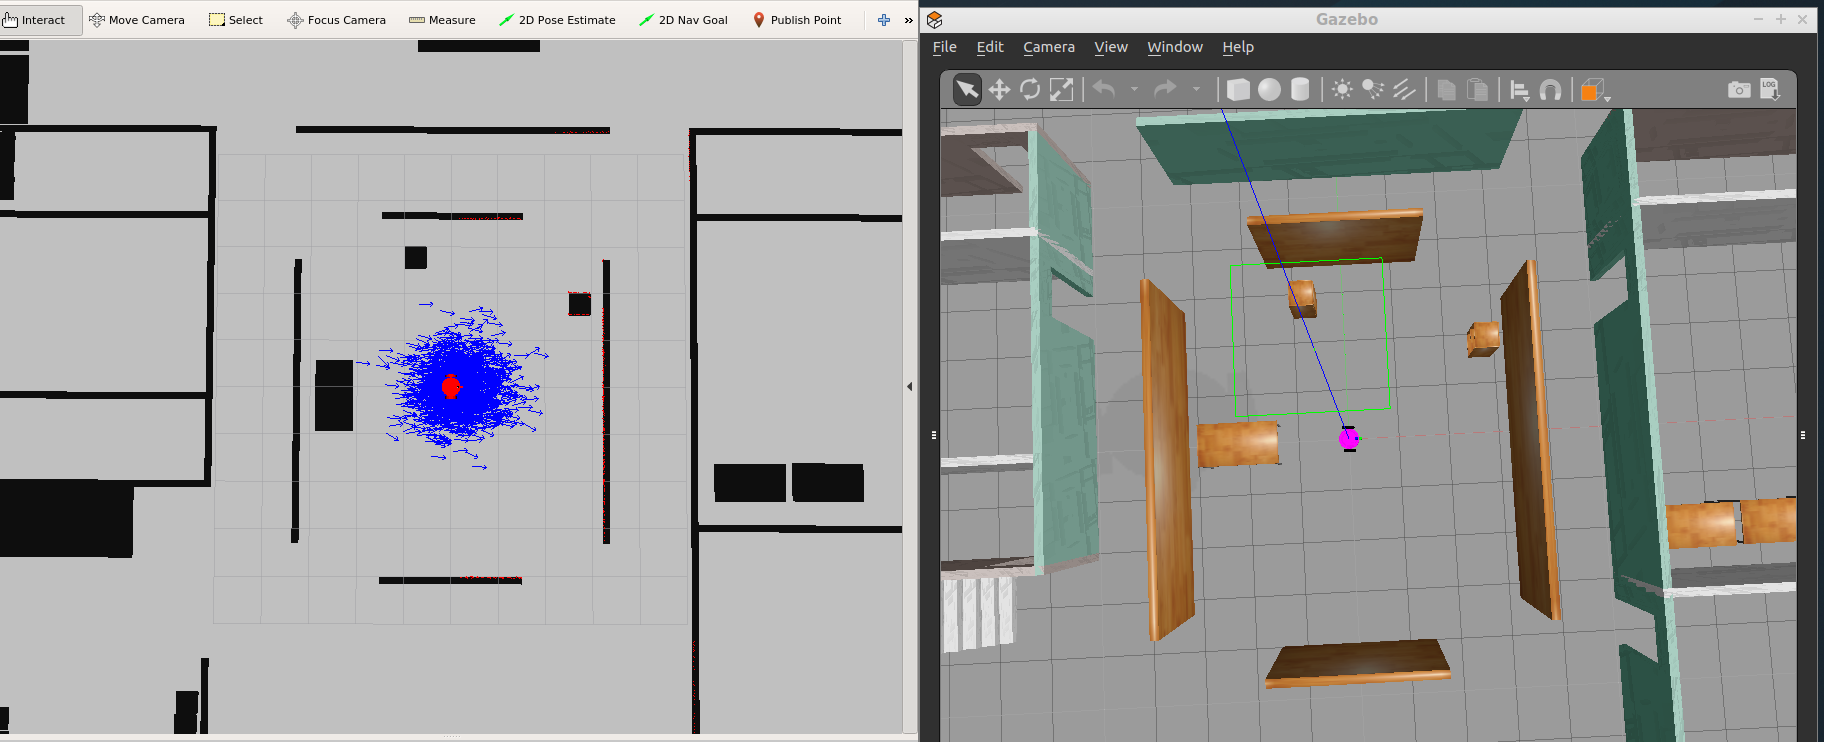 Interact Move Camera Select Focus Camera Measure 2D Pose Estimate 2D Nav Goal Publish Point »
Gazebo
File Edit Camera View Window Help
LOG